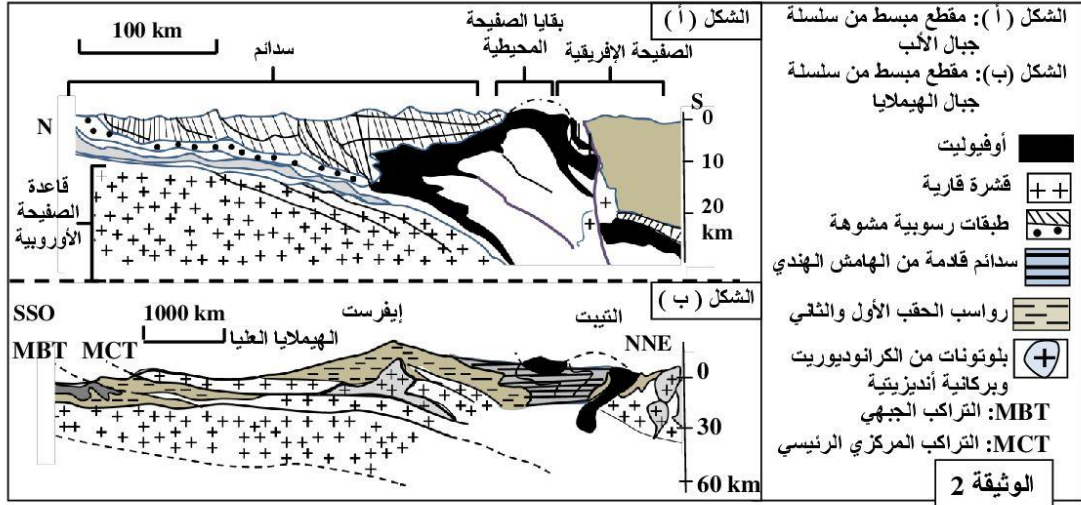 الشكل ( أ )
100 km
بقايا الصفيحة
المحيطية
الصفيحة الإفريقية
سدائم
N
S
0
10
20
km
قاعدة
الصفيحة
الأوروبية
الشكل ( ب )
SSO
1000 km
إيفرست
التيبت
الهيملايا العليا
NNE
MBT
MCT
0
30
60 km
الشكل ( أ ): مقطع مبسط من سلسلة
جبال الألب
الشكل (ب): مقطع مبسط من سلسلة
جبال الهيملايا
أوفيوليت
قشرة قارية
طبقات رسوبية مشوهة
سدائم قادمة من الهامش الهندي
رواسب الحقب الأول والثاني
بلوتونات من الكرانوديوريت
وبركانية أنديزيتية
MBT: التراكب الجبهي
MCT: التراكب المركزي الرئيسي
الوثيقة 2